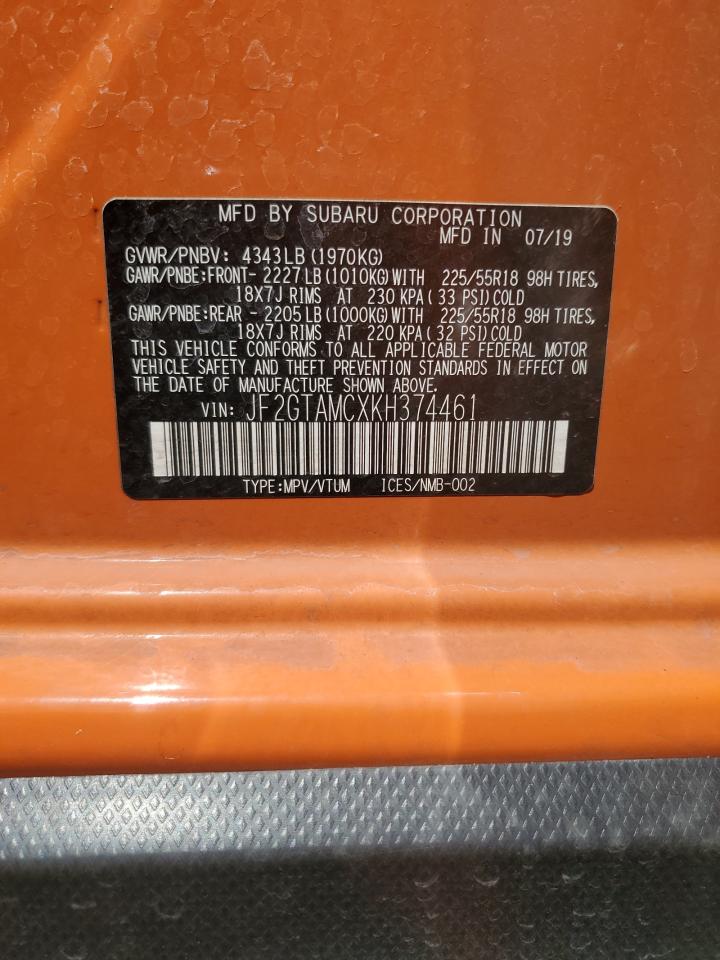 MFD BY SUBARU CORPORATION
MFD IN 07/19
GVWR/PNBV: 4343LB (1970KG)
GAWR/PNBE:FRONT- 2227LB (1010KG)WITH 225/55R18 98H TIRES,
18X7J RIMS AT 230 KPA( 33 PSI)COLD
GAWR/PNBE:REAR - 2205LB (1000KG)WITH 225/55R18 98H TIRES,
18X7J RIMS AT 220 KPA( 32 PSI)COLD
THIS VEHICLE CONFORMS TO ALL APPLICABLE FEDERAL MOTOR
VEHICLE SAFETY AND THEFT PREVENTION STANDARDS IN EFFECT ON
THE DATE OF MANUFACTURE SHOWN ABOVE.
VIN: JF2GTAMCXKH374461
TYPE:MPV/VTUM ICES/NMB-002